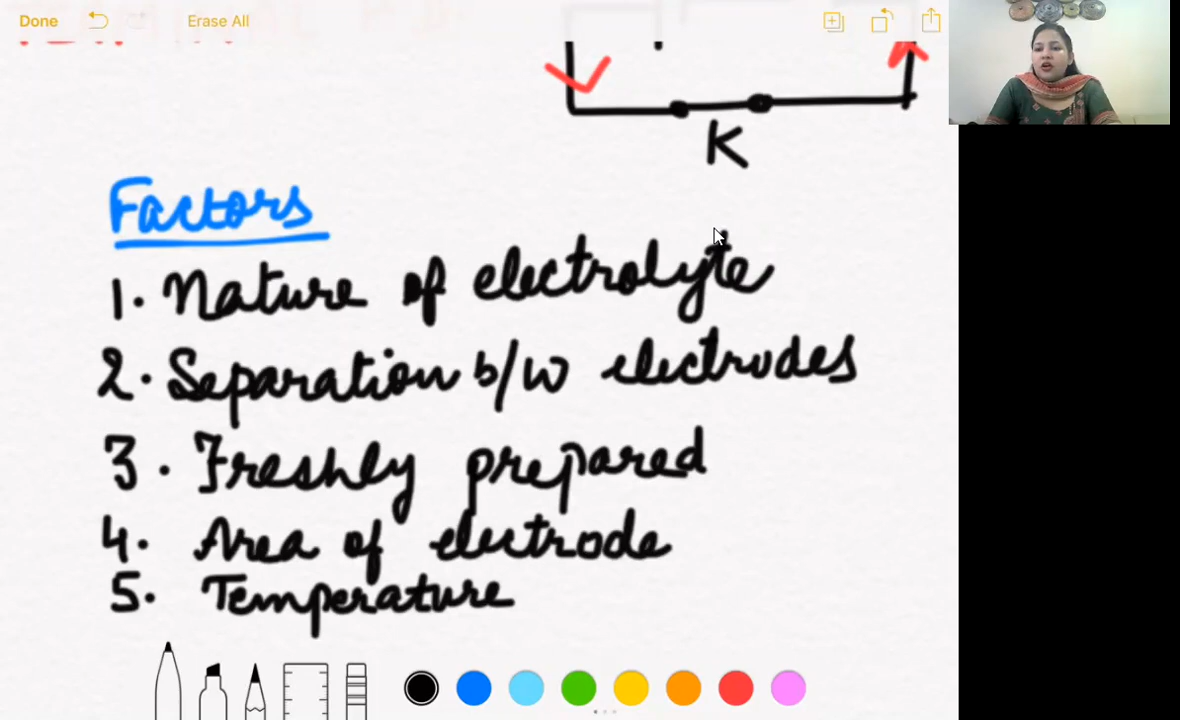 Done Erase All
K
Factors
1. Nature of electrolyte
2. Separation b/w electrodes
3. Freshly prepared
4. Area of electrode
5. Temperature